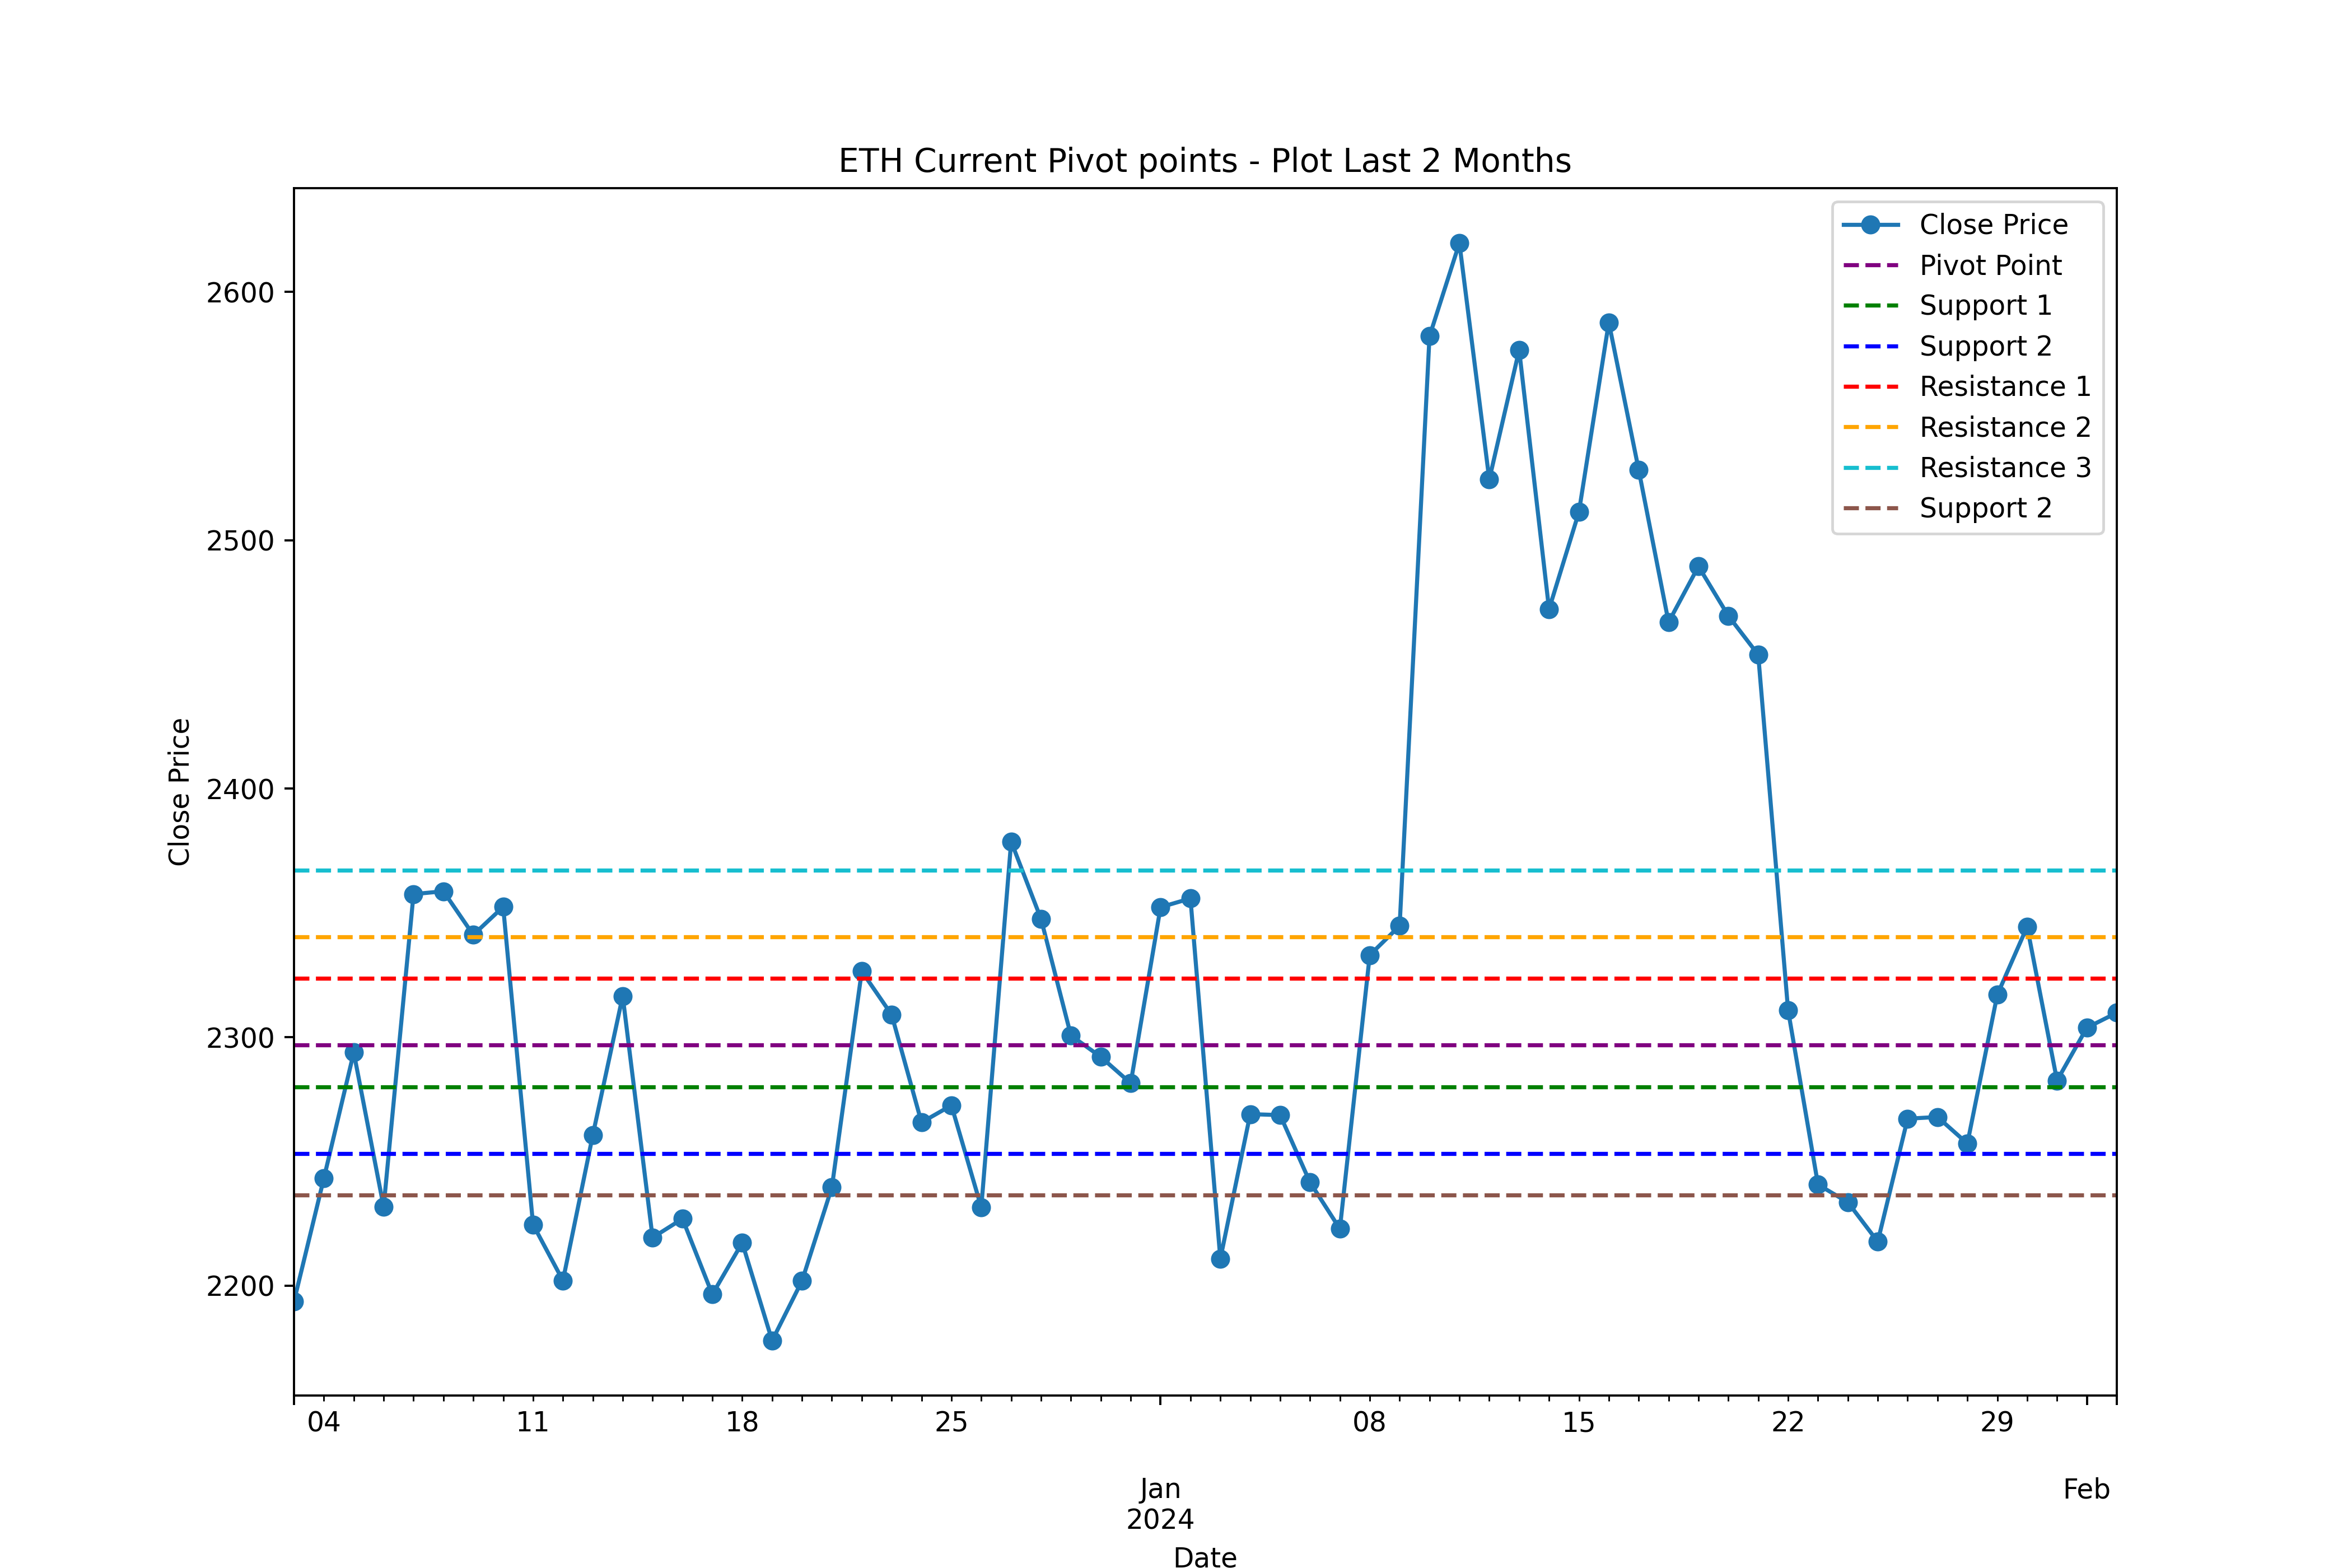 ETH Current Pivot points - Plot Last 2 Months
Close Price
Pivot Point
Support 1
Support 2
Resistance 1
Resistance 2
Resistance 3
Support 2
2600
2500
2400
2300
2200
Close Price
04
11
18
25
08
15
22
29
Jan
2024
Feb
Date